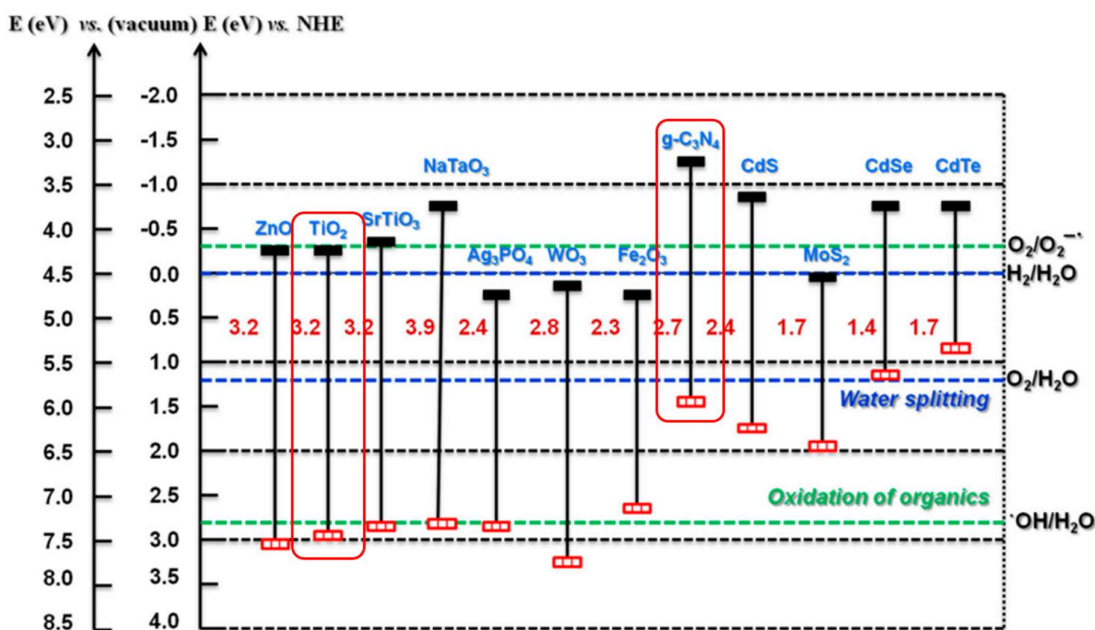 E (eV) vs. (vacuum) E (eV) vs. NHE
2.5 -2.0
3.0 -1.5
g-C₃N₄
NaTaO₃ CdS CdSe CdTe
3.5 -1.0
ZnO TiO₂ SrTiO₃
4.0 -0.5
O₂/O₂⁻·
Ag₃PO₄ WO₃ Fe₂O₃ MoS₂
4.5 0.0 H₂/H₂O
5.0 0.5
3.2 3.2 3.2 3.9 2.4 2.8 2.3 2.7 2.4 1.7 1.4 1.7
5.5 1.0
O₂/H₂O
Water splitting
6.0 1.5
6.5 2.0
7.0 2.5
Oxidation of organics
·OH/H₂O
7.5 3.0
8.0 3.5
8.5 4.0